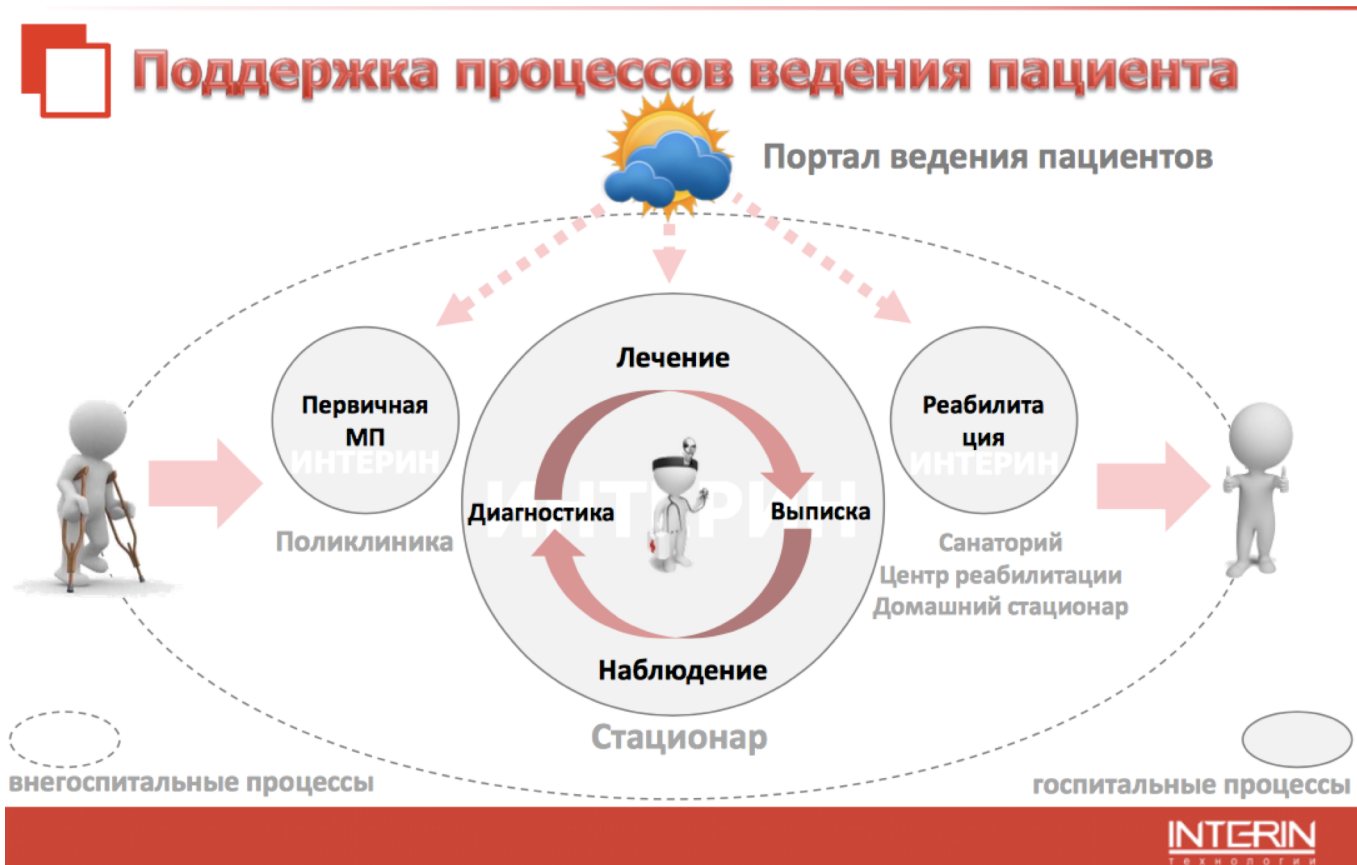 Поддержка процессов ведения пациента
Портал ведения пациентов
Лечение
Первичная
МП
ИНТЕРИН
Реабилита
ция
ИНТЕРИН
Диагностика
ИНТЕРИН
Выписка
Поликлиника
Санаторий
Центр реабилитации
Домашний стационар
Наблюдение
Стационар
внегоспитальные процессы
госпитальные процессы
INTERIN
технологии